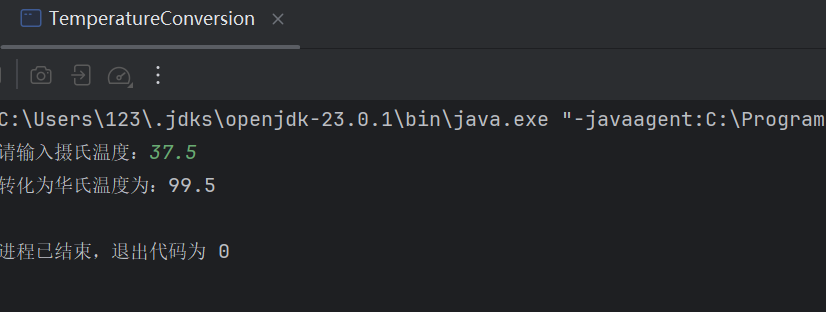 TemperatureConversion
C:\Users\123\.jdks\openjdk-23.0.1\bin\java.exe "-javaagent:C:\Program
请输入摄氏温度：37.5
转化为华氏温度为：99.5
进程已结束，退出代码为 0